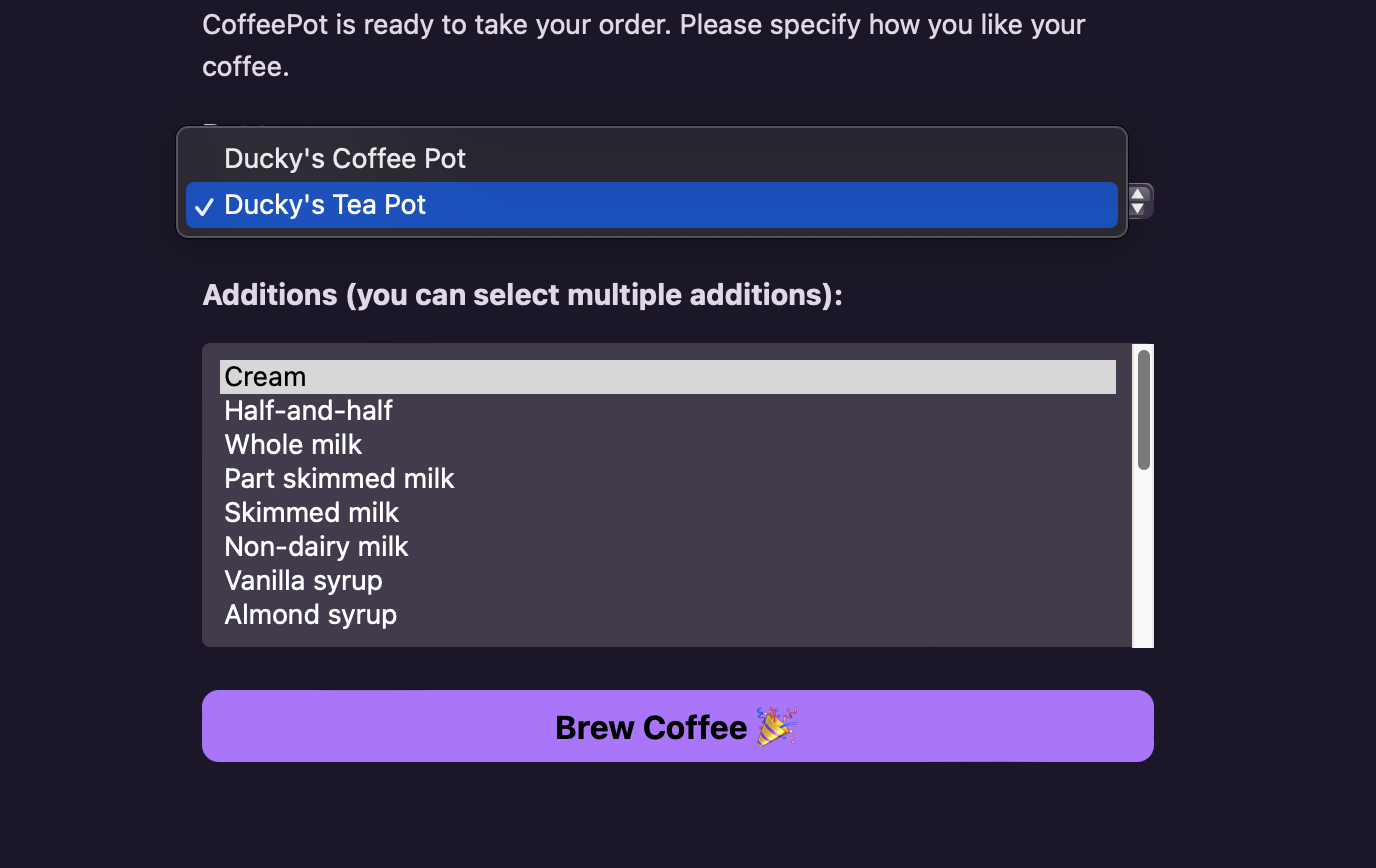 CoffeePot is ready to take your order. Please specify how you like your
coffee.
Ducky's Coffee Pot
✓ Ducky's Tea Pot
Additions (you can select multiple additions):
Cream
Half-and-half
Whole milk
Part skimmed milk
Skimmed milk
Non-dairy milk
Vanilla syrup
Almond syrup
Brew Coffee 🎉